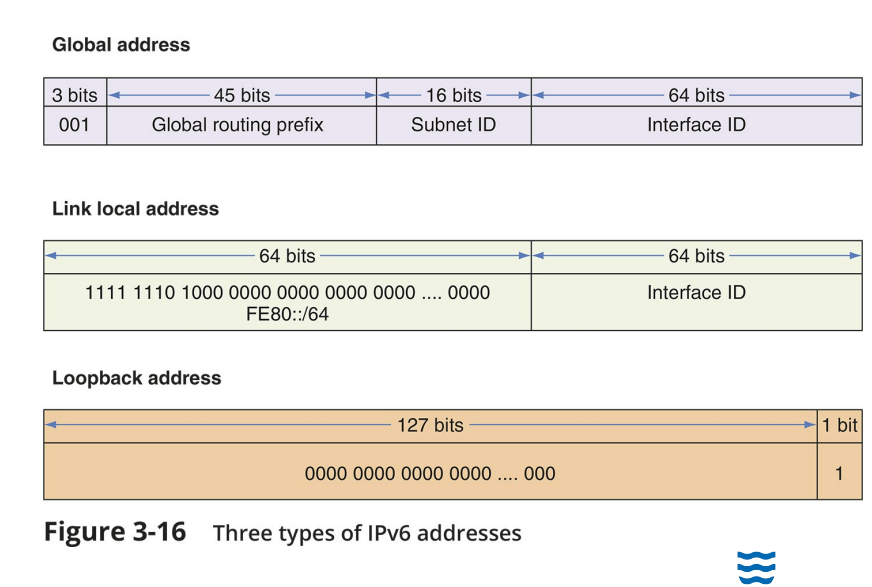 Global address
3 bits 45 bits 16 bits 64 bits
001 Global routing prefix Subnet ID Interface ID
Link local address
64 bits 64 bits
1111 1110 1000 0000 0000 0000 0000 .... 0000 Interface ID
FE80::/64
Loopback address
127 bits 1 bit
0000 0000 0000 0000 .... 000 1
Figure 3-16 Three types of IPv6 addresses